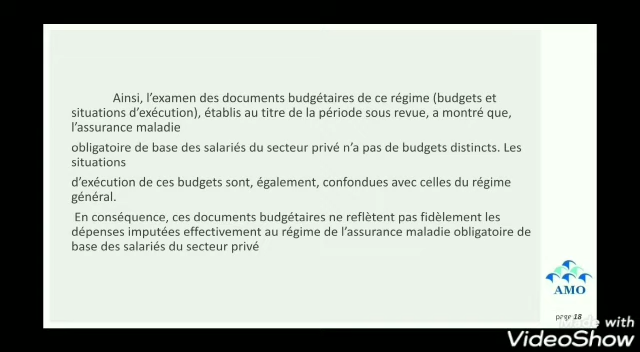 Ainsi, l’examen des documents budgétaires de ce régime (budgets et
situations d’exécution), établis au titre de la période sous revue, a montré que,
l’assurance maladie
obligatoire de base des salariés du secteur privé n’a pas de budgets distincts. Les
situations
d’exécution de ces budgets sont, également, confondues avec celles du régime
général.
En conséquence, ces documents budgétaires ne reflètent pas fidèlement les
dépenses imputées effectivement au régime de l’assurance maladie obligatoire de
base des salariés du secteur privé
AMO
page 18
Made with
VideoShow